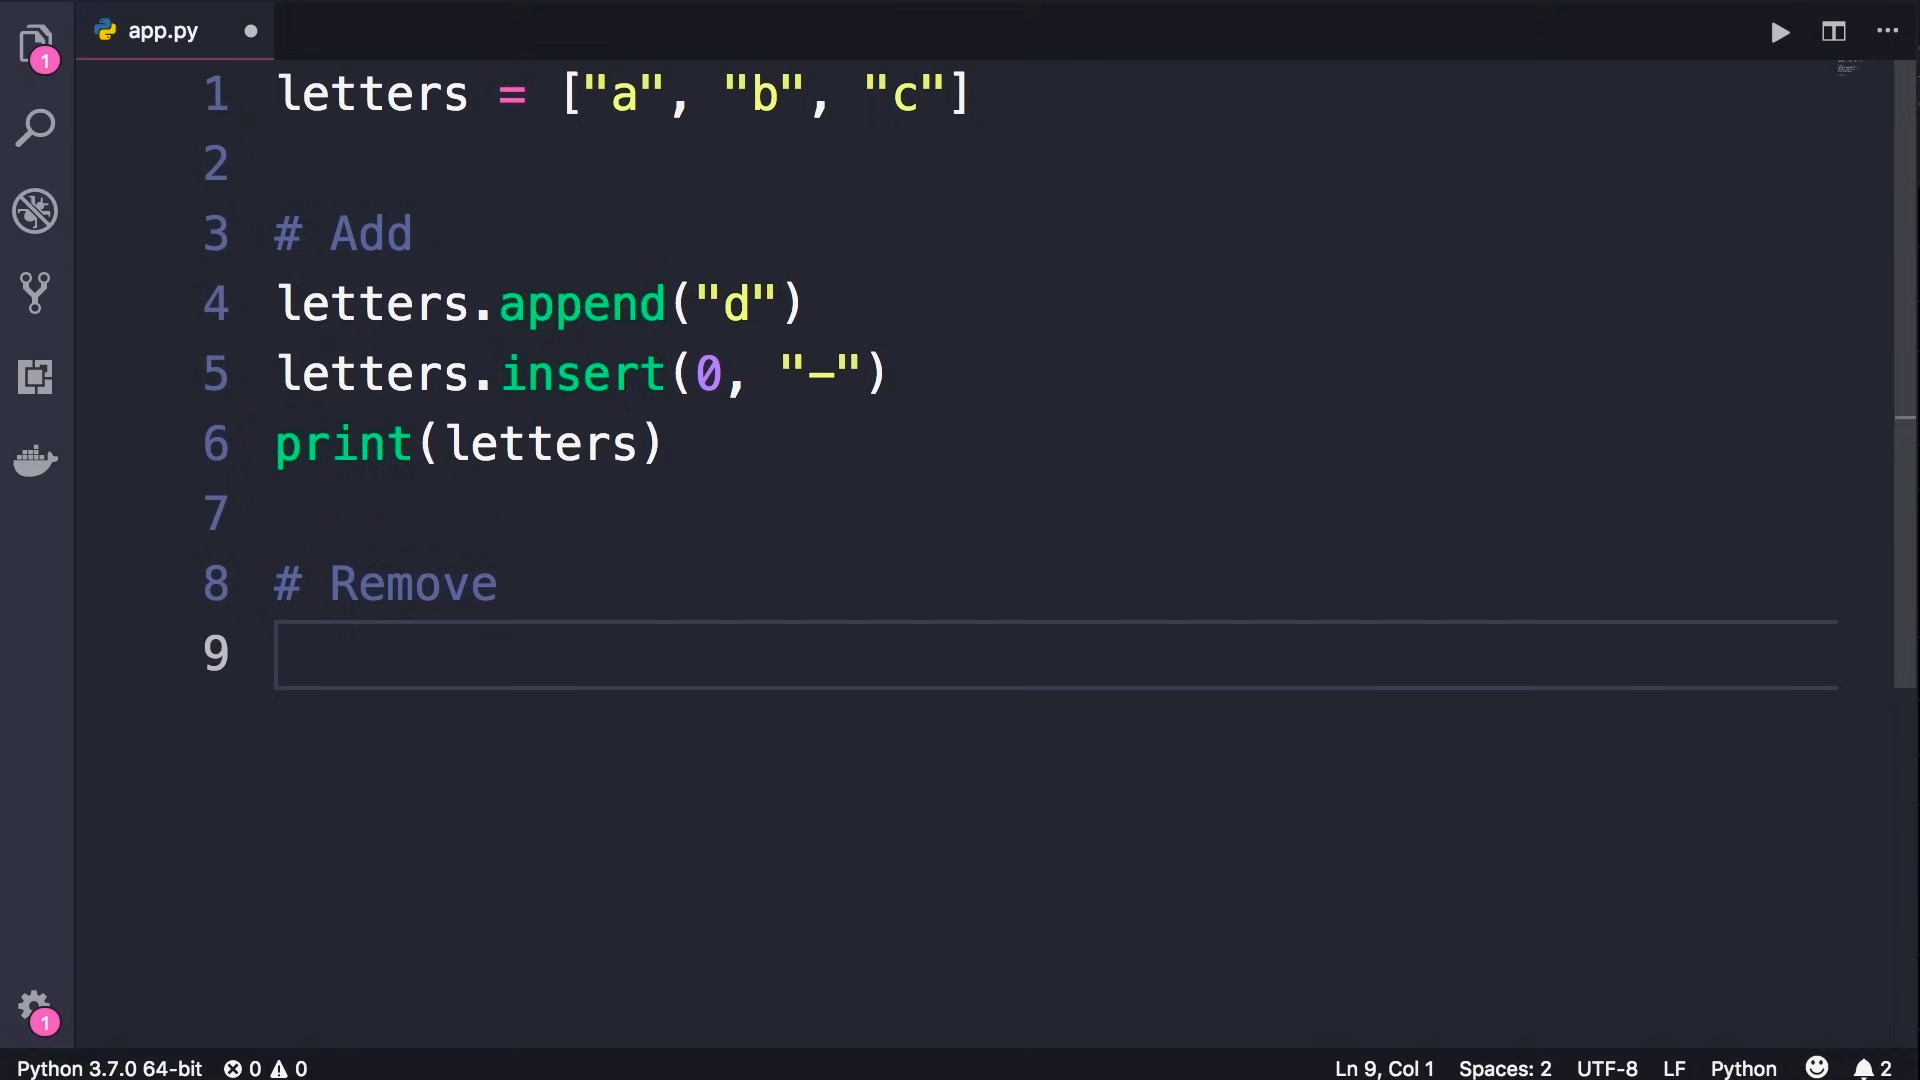 app.py
1
1 letters = ["a", "b", "c"]
2
3 # Add
4 letters.append("d")
5 letters.insert(0, "-")
6 print(letters)
7
8 # Remove
9
1
Python 3.7.0 64-bit 0 0 Ln 9, Col 1 Spaces: 2 UTF-8 LF Python 2